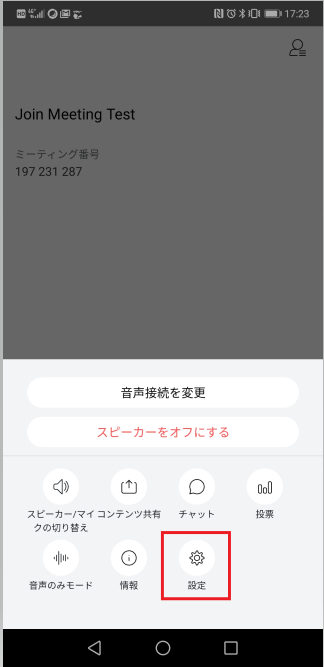 17:23
Join Meeting Test
ミーティング番号
197 231 287
音声接続を変更
スピーカーをオフにする
スピーカー/マイクの切り替え
コンテンツ共有
チャット
投票
音声のみモード
情報
設定